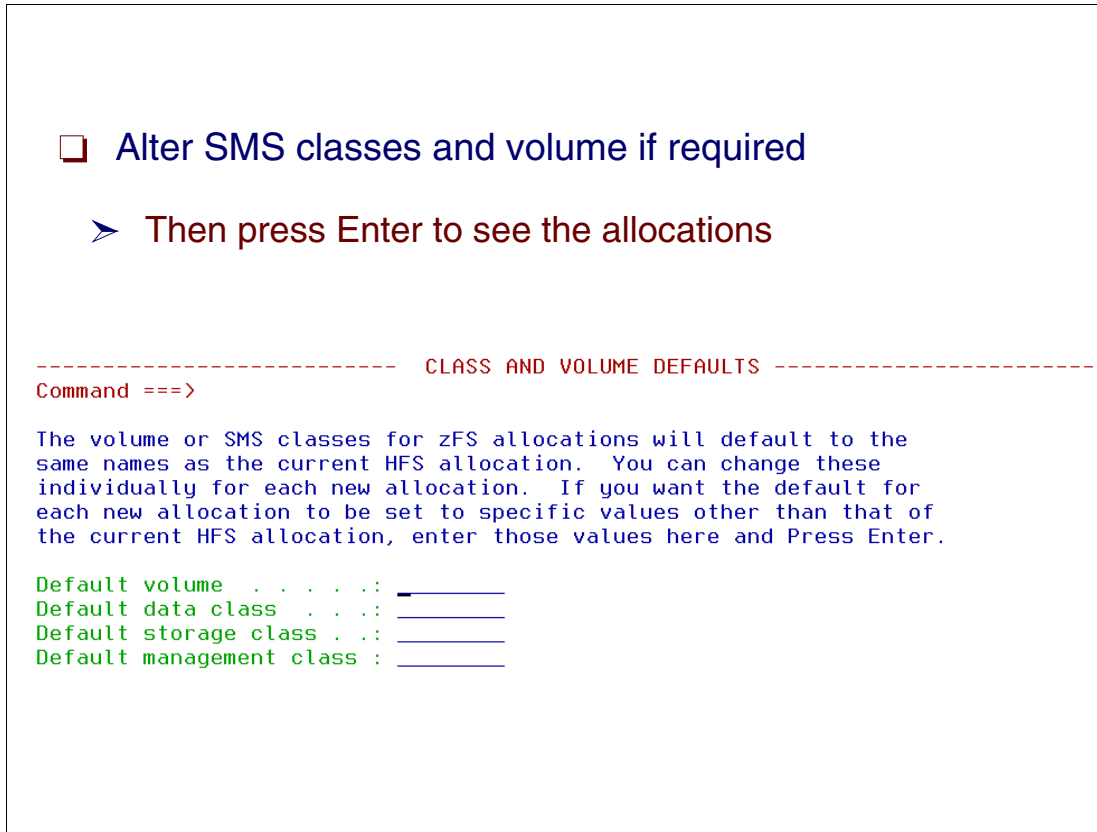 Alter SMS classes and volume if required
Then press Enter to see the allocations
--------------------------- CLASS AND VOLUME DEFAULTS ------------------------
Command ===>
The volume or SMS classes for zFS allocations will default to the
same names as the current HFS allocation. You can change these
individually for each new allocation. If you want the default for
each new allocation to be set to specific values other than that of
the current HFS allocation, enter those values here and Press Enter.
Default volume . . . . .: ________
Default data class . . .: ________
Default storage class . .: ________
Default management class : ________